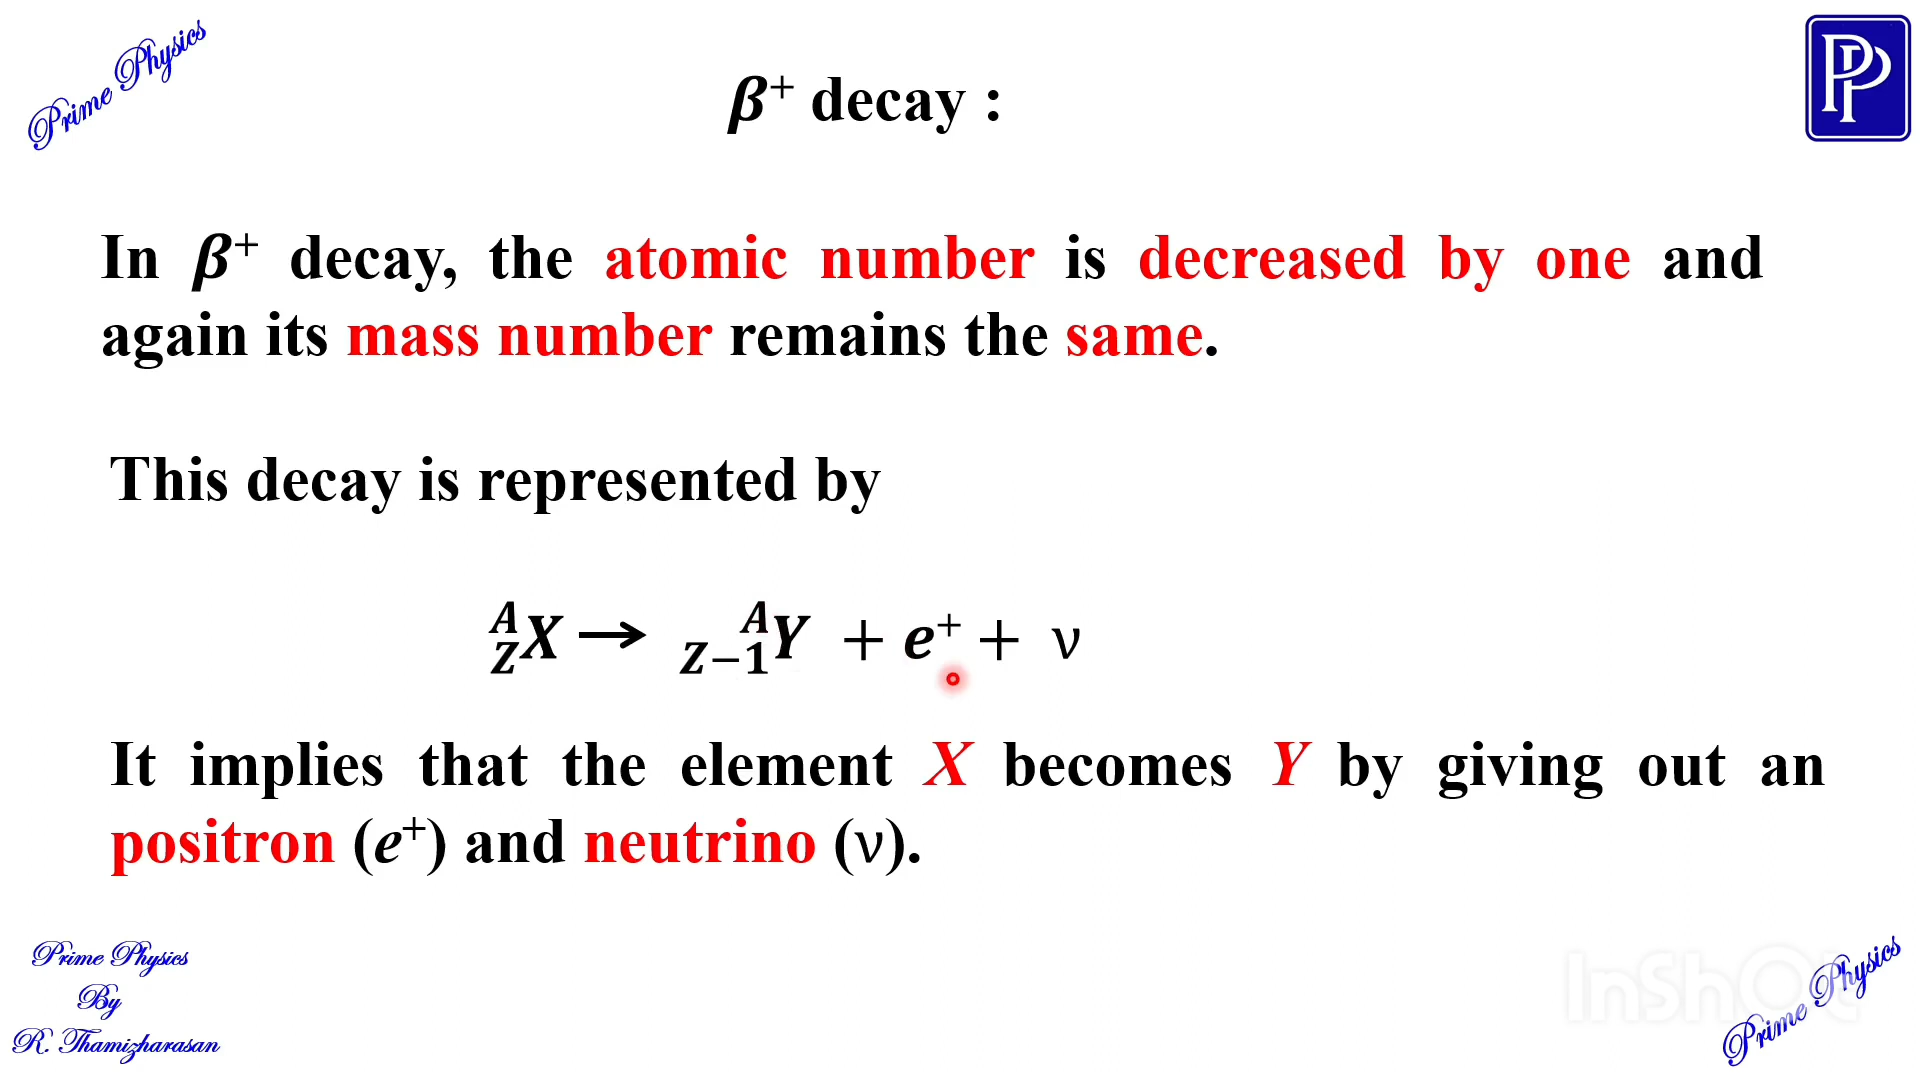 Prime Physics
PP
β⁺ decay :
In β⁺ decay, the atomic number is decreased by one and
again its mass number remains the same.
This decay is represented by
ᴬ_Z X → ᴬ_{Z−1} Y + e⁺ + ν
It implies that the element X becomes Y by giving out an
positron (e⁺) and neutrino (ν).
Prime Physics
By
R. Thamizharasan
InShOt
Prime Physics